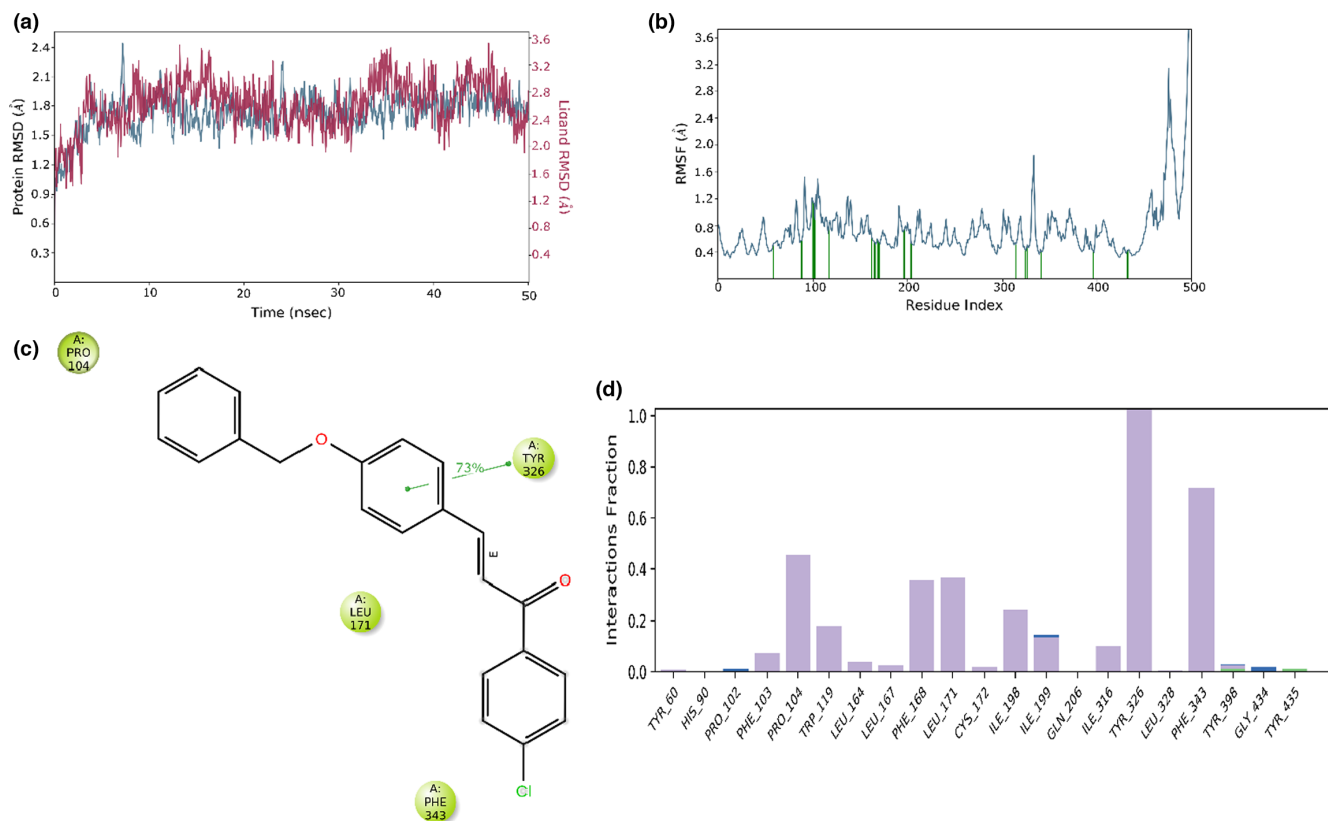 (a)
Protein RMSD (Å)
2.4
2.1
1.8
1.5
1.2
0.9
0.6
0.3
3.6
3.2
2.8
2.4
2.0
1.6
1.2
0.8
0.4
Ligand RMSD (Å)
0 10 20 30 40 50
Time (nsec)
(b)
RMSF (Å)
3.6
3.2
2.8
2.4
2.0
1.6
1.2
0.8
0.4
0 100 200 300 400 500
Residue Index
(c)
A:
PRO
104
O
73%
A:
TYR
326
E
O
A:
LEU
171
Cl
A:
PHE
343
(d)
Interactions Fraction
1.0
0.8
0.6
0.4
0.2
0.0
TYR_60
HIS_90
PRO_102
PHE_103
PRO_104
TRP_119
LEU_164
LEU_167
PHE_168
LEU_171
CYS_172
ILE_198
ILE_199
GLN_206
ILE_316
TYR_326
LEU_328
PHE_343
TYR_398
GLY_434
TYR_435